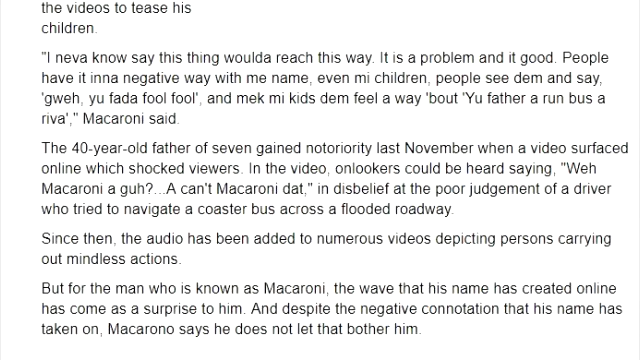 the videos to tease his
children.
"I neva know say this thing woulda reach this way. It is a problem and it good. People
have it inna negative way with me name, even mi children, people see dem and say,
'gweh, yu fada fool fool', and mek mi kids dem feel a way 'bout 'Yu father a run bus a
riva'," Macaroni said.
The 40-year-old father of seven gained notoriety last November when a video surfaced
online which shocked viewers. In the video, onlookers could be heard saying, "Weh
Macaroni a guh?...A can't Macaroni dat," in disbelief at the poor judgement of a driver
who tried to navigate a coaster bus across a flooded roadway.
Since then, the audio has been added to numerous videos depicting persons carrying
out mindless actions.
But for the man who is known as Macaroni, the wave that his name has created online
has come as a surprise to him. And despite the negative connotation that his name has
taken on, Macarono says he does not let that bother him.